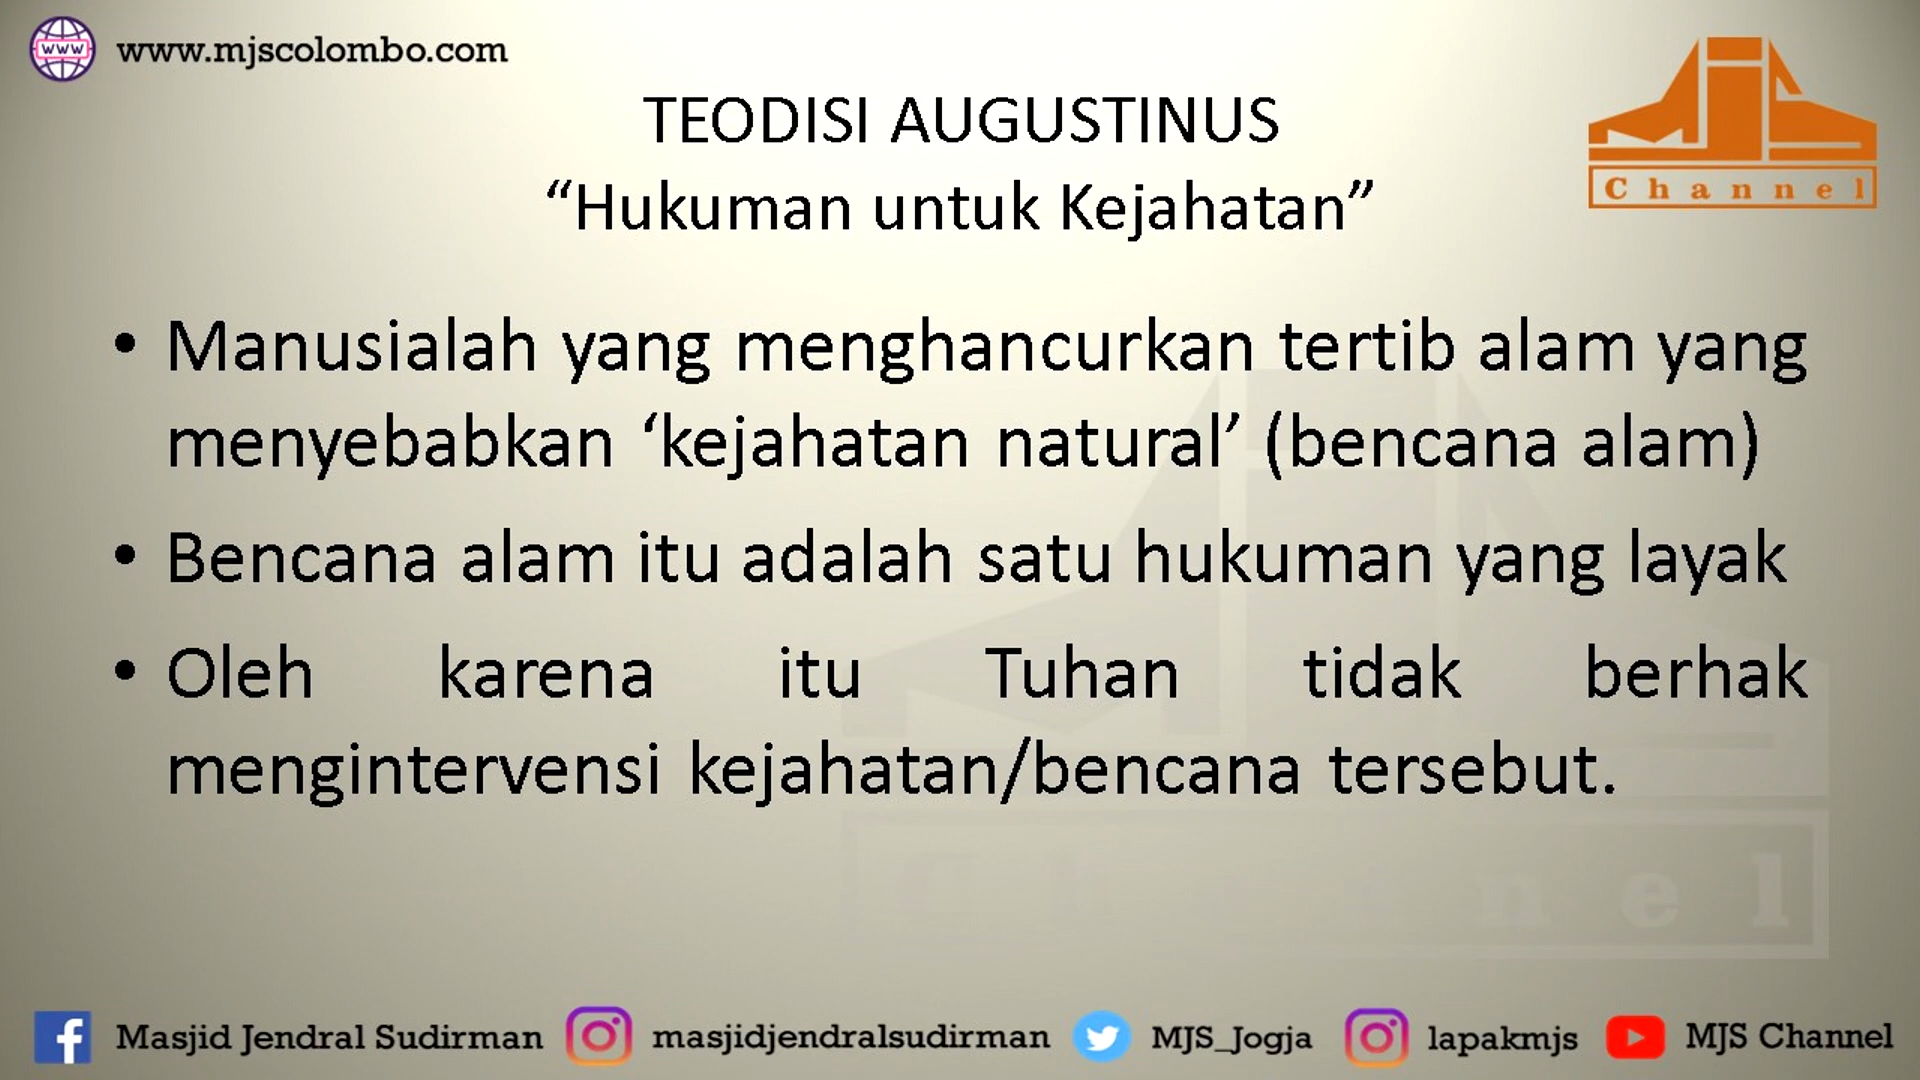 www.mjscolombo.com
TEODISI AUGUSTINUS
“Hukuman untuk Kejahatan”
Channel
• Manusialah yang menghancurkan tertib alam yang
menyebabkan ‘kejahatan natural’ (bencana alam)
• Bencana alam itu adalah satu hukuman yang layak
• Oleh karena itu Tuhan tidak berhak
mengintervensi kejahatan/bencana tersebut.
Masjid Jendral Sudirman masjidjendralsudirman MJS_Jogja lapakmjs MJS Channel